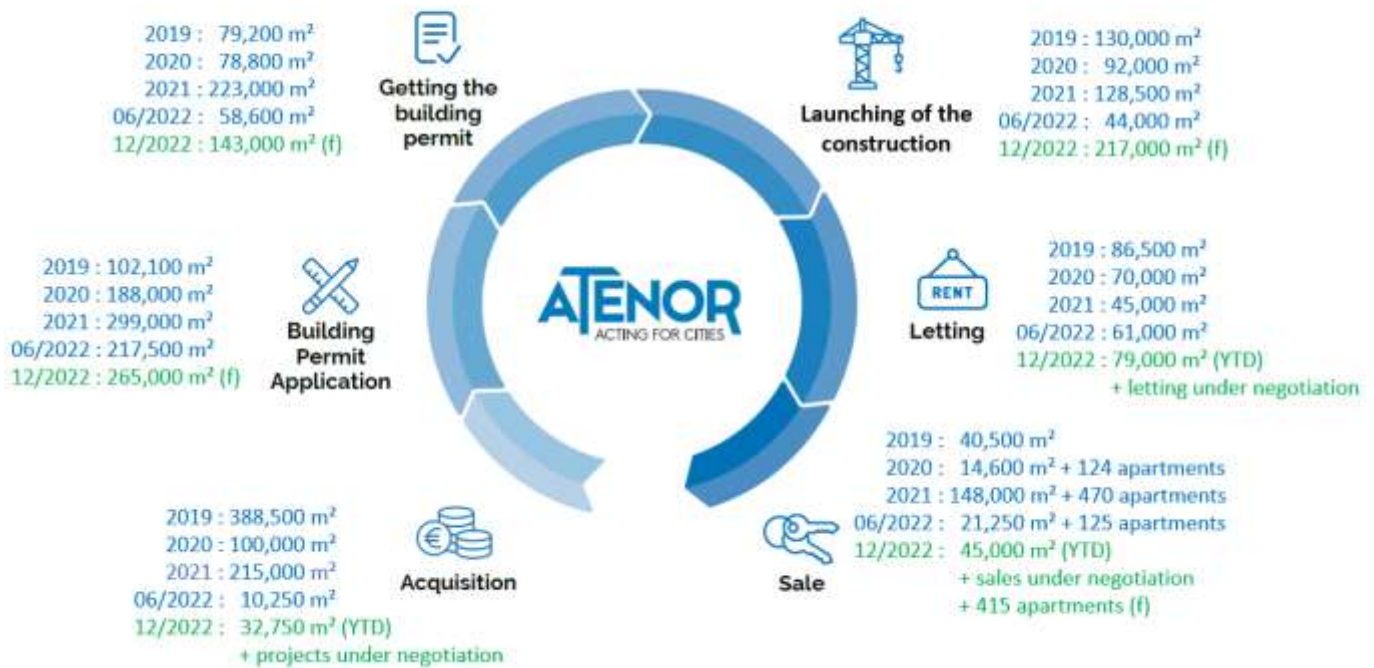 2019 : 79,200 m²
2020 : 78,800 m²
2021 : 223,000 m²
06/2022 : 58,600 m²
12/2022 : 143,000 m² (f)
Getting the
building
permit
Launching of the
construction
2019 : 130,000 m²
2020 : 92,000 m²
2021 : 128,500 m²
06/2022 : 44,000 m²
12/2022 : 217,000 m² (f)
2019 : 102,100 m²
2020 : 188,000 m²
2021 : 299,000 m²
06/2022 : 217,500 m²
12/2022 : 265,000 m² (f)
Building
Permit
Application
ATENOR
ACTING FOR CITIES
RENT
Letting
2019 : 86,500 m²
2020 : 70,000 m²
2021 : 45,000 m²
06/2022 : 61,000 m²
12/2022 : 79,000 m² (YTD)
+ letting under negotiation
2019 : 388,500 m²
2020 : 100,000 m²
2021 : 215,000 m²
06/2022 : 10,250 m²
12/2022 : 32,750 m² (YTD)
+ projects under negotiation
€
Acquisition
Sale
2019 : 40,500 m²
2020 : 14,600 m² + 124 apartments
2021 : 148,000 m² + 470 apartments
06/2022 : 21,250 m² + 125 apartments
12/2022 : 45,000 m² (YTD)
+ sales under negotiation
+ 415 apartments (f)